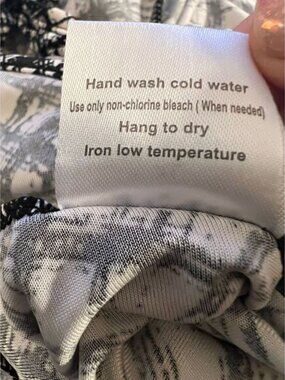 Hand wash cold water
Use only non-chlorine bleach ( When needed)
Hang to dry
Iron low temperature